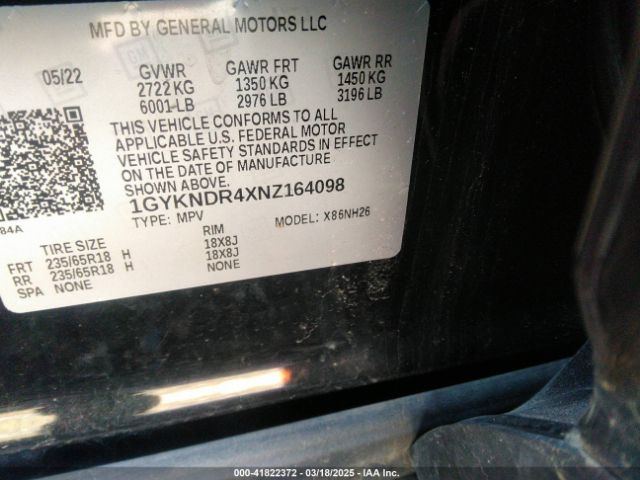 MFD BY GENERAL MOTORS LLC
05/22 GVWR GAWR FRT GAWR RR
2722 KG 1350 KG 1450 KG
6001 LB 2976 LB 3196 LB
THIS VEHICLE CONFORMS TO ALL
APPLICABLE U.S. FEDERAL MOTOR
VEHICLE SAFETY STANDARDS IN EFFECT
ON THE DATE OF MANUFACTURE
SHOWN ABOVE.
1GYKNDR4XNZ164098
84A
TYPE: MPV MODEL: X86NH26
TIRE SIZE RIM
FRT 235/65R18 H 18X8J
RR 235/65R18 H 18X8J
SPA NONE NONE
000-41822372 | 03/18/2025 | IAA Inc.